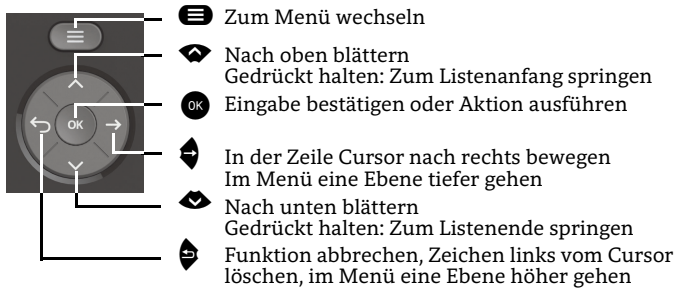 Zum Menü wechseln
Nach oben blättern
Gedrückt halten: Zum Listenanfang springen
OK
OK
Eingabe bestätigen oder Aktion ausführen
In der Zeile Cursor nach rechts bewegen
Im Menü eine Ebene tiefer gehen
Nach unten blättern
Gedrückt halten: Zum Listenende springen
Funktion abbrechen, Zeichen links vom Cursor
löschen, im Menü eine Ebene höher gehen